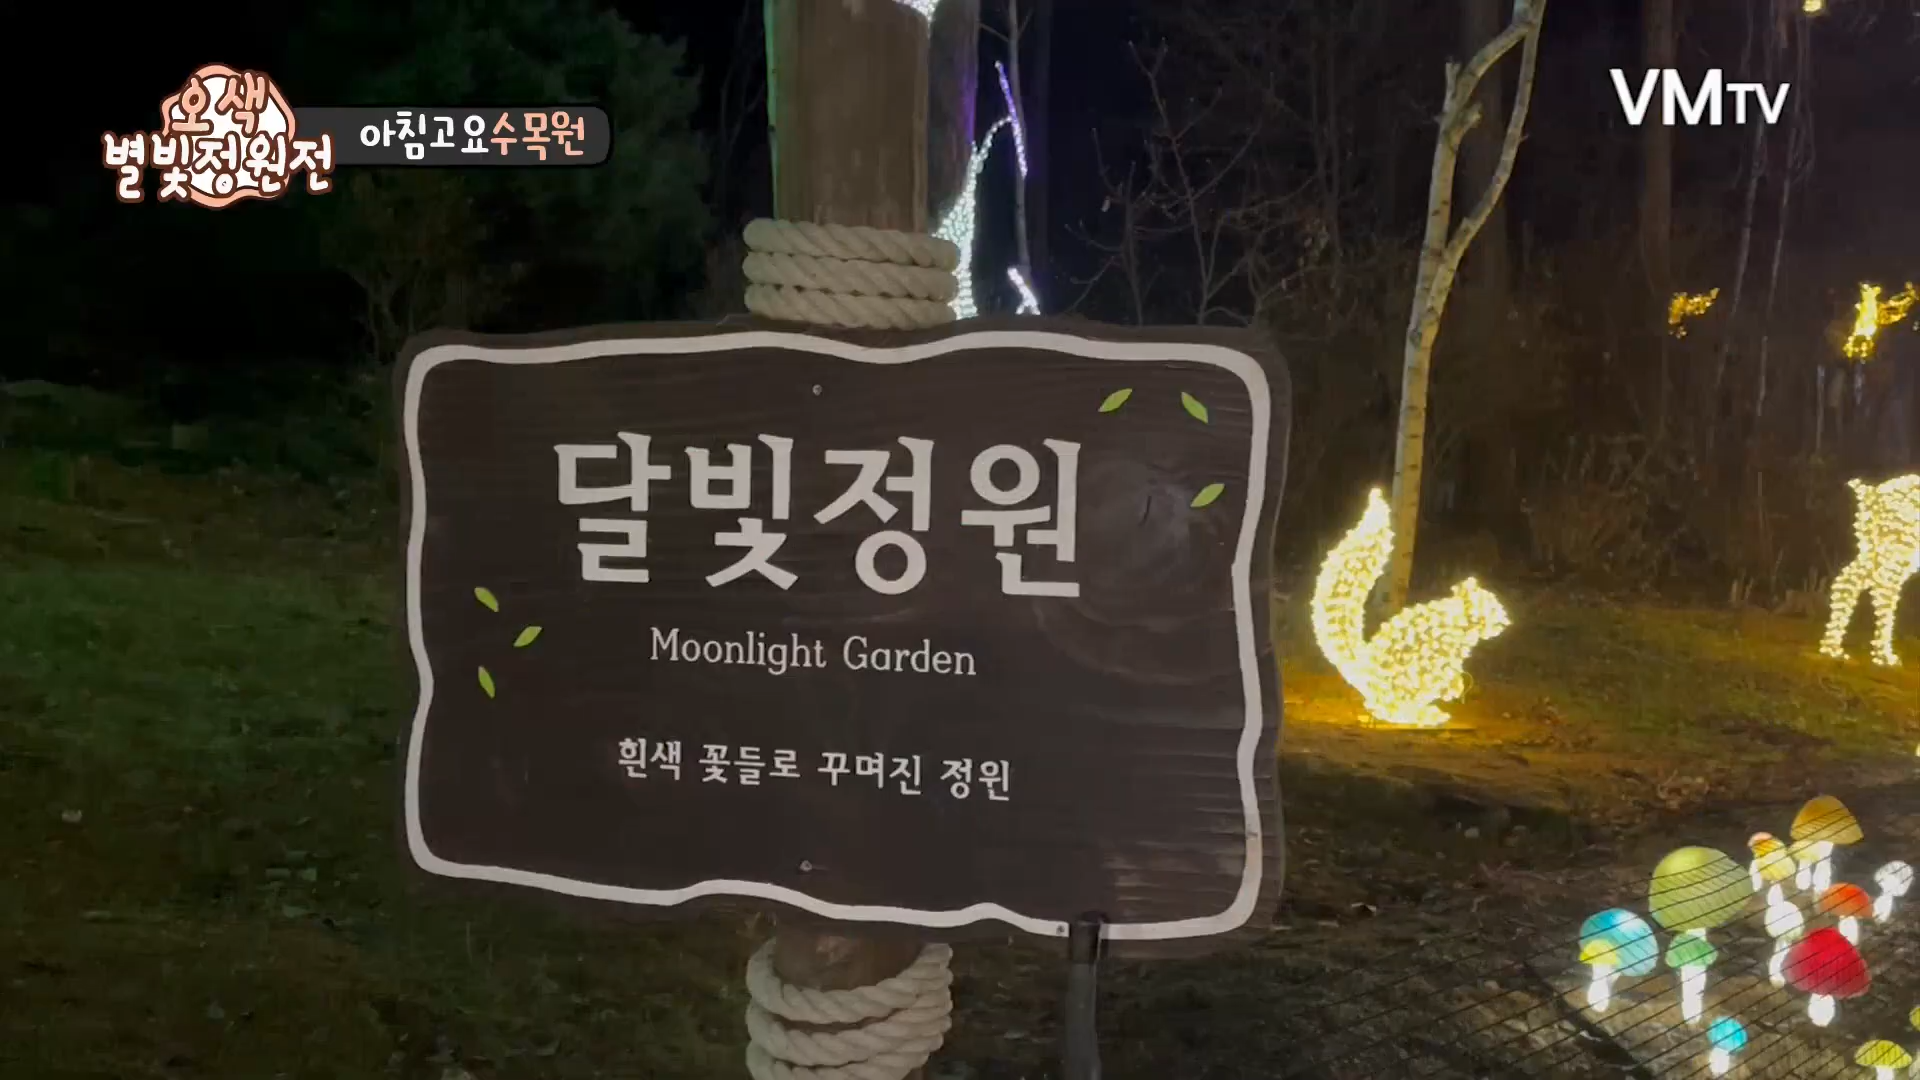 오색
별빛정원전
아침고요수목원
VMTV
달빛정원
Moonlight Garden
흰색 꽃들로 꾸며진 정원